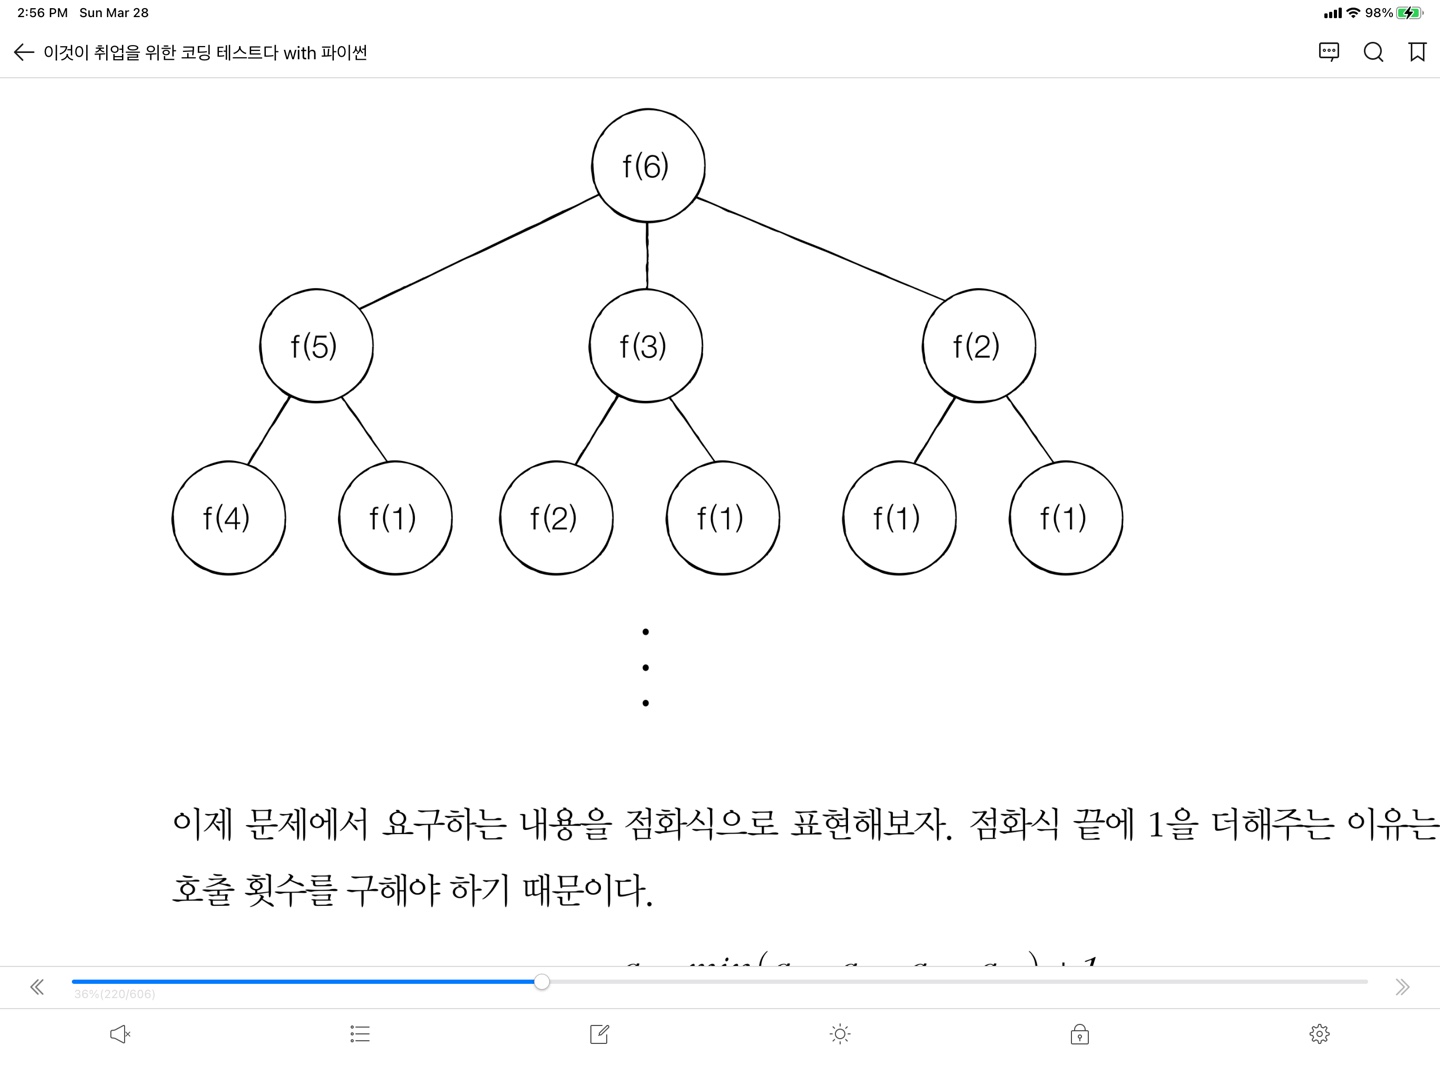 2:56 PM Sun Mar 28
98%
이것이 취업을 위한 코딩 테스트다 with 파이썬
f(6)
f(5) f(3) f(2)
f(4) f(1) f(2) f(1) f(1) f(1)
이제 문제에서 요구하는 내용을 점화식으로 표현해보자. 점화식 끝에 1을 더해주는 이유는
호출 횟수를 구해야 하기 때문이다.
36%(220/606)